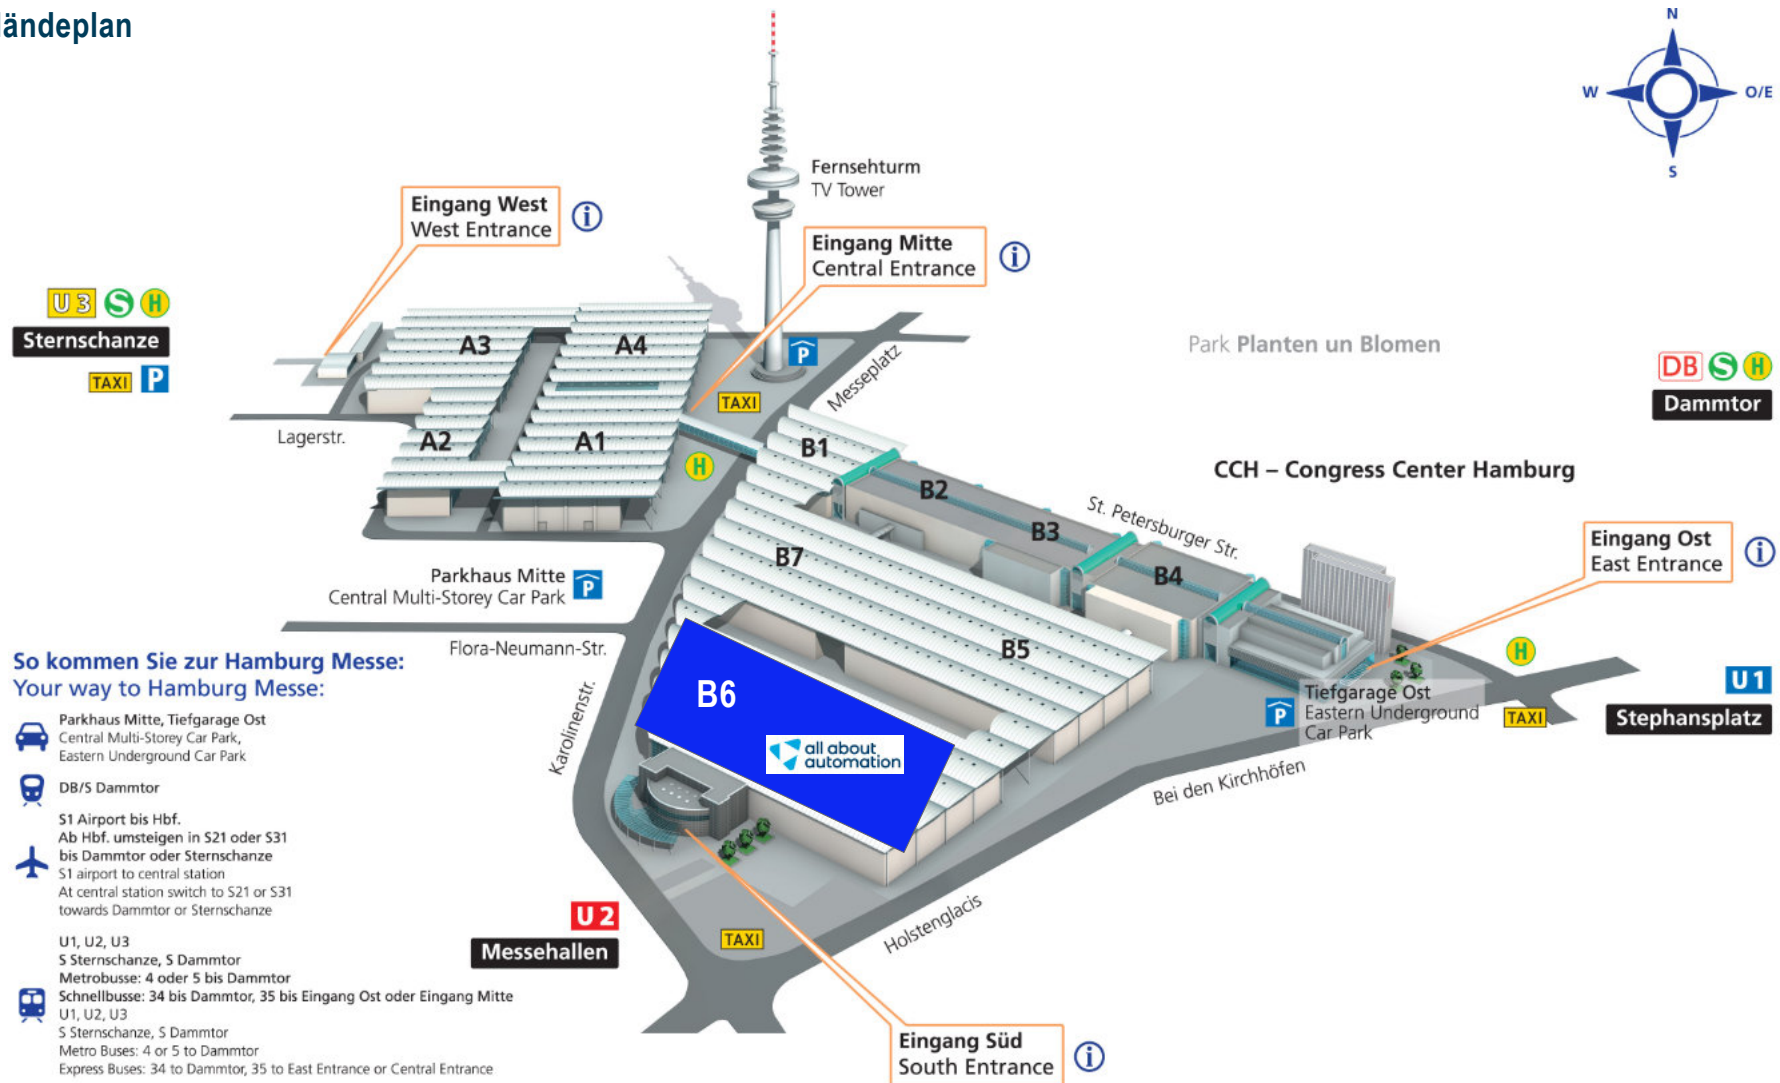 ländeplan
N
W
O/E
S
Fernsehturm
TV Tower
Eingang West
West Entrance
i
Eingang Mitte
Central Entrance
i
U3 S H
Sternschanze
TAXI P
A3
A4
P
Messeplatz
Park Planten un Blomen
DB S H
Dammtor
TAXI
Lagerstr.
A2
A1
B1
H
CCH – Congress Center Hamburg
B2
B3
St. Petersburger Str.
Eingang Ost
East Entrance
i
B7
B4
Parkhaus Mitte
Central Multi-Storey Car Park
P
Flora-Neumann-Str.
B5
H
Karolinenstr.
B6
all about
automation
P
Tiefgarage Ost
Eastern Underground
Car Park
TAXI
U1
Stephansplatz
Bei den Kirchhöfen
So kommen Sie zur Hamburg Messe:
Your way to Hamburg Messe:
Parkhaus Mitte, Tiefgarage Ost
Central Multi-Storey Car Park,
Eastern Underground Car Park
DB/S Dammtor
S1 Airport bis Hbf.
Ab Hbf. umsteigen in S21 oder S31
bis Dammtor oder Sternschanze
S1 airport to central station
At central station switch to S21 or S31
towards Dammtor or Sternschanze
U1, U2, U3
S Sternschanze, S Dammtor
Metrobusse: 4 oder 5 bis Dammtor
Schnellbusse: 34 bis Dammtor, 35 bis Eingang Ost oder Eingang Mitte
U1, U2, U3
S Sternschanze, S Dammtor
Metro Buses: 4 or 5 to Dammtor
Express Buses: 34 to Dammtor, 35 to East Entrance or Central Entrance
U2
Messehallen
TAXI
Holstenglacis
Eingang Süd
South Entrance
i